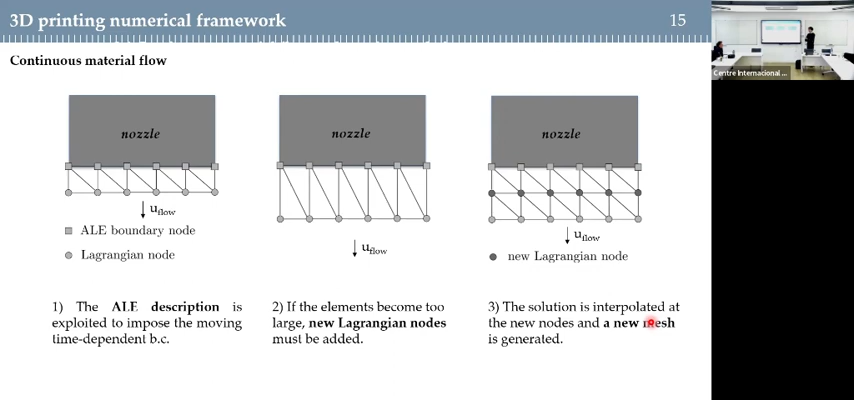 3D printing numerical framework
15
Continuous material flow
nozzle
nozzle
nozzle
u_flow
ALE boundary node
Lagrangian node
u_flow
u_flow
new Lagrangian node
1) The ALE description is
exploited to impose the moving
time-dependent b.c.
2) If the elements become too
large, new Lagrangian nodes
must be added.
3) The solution is interpolated at
the new nodes and a new mesh
is generated.
Centre Internacional ...